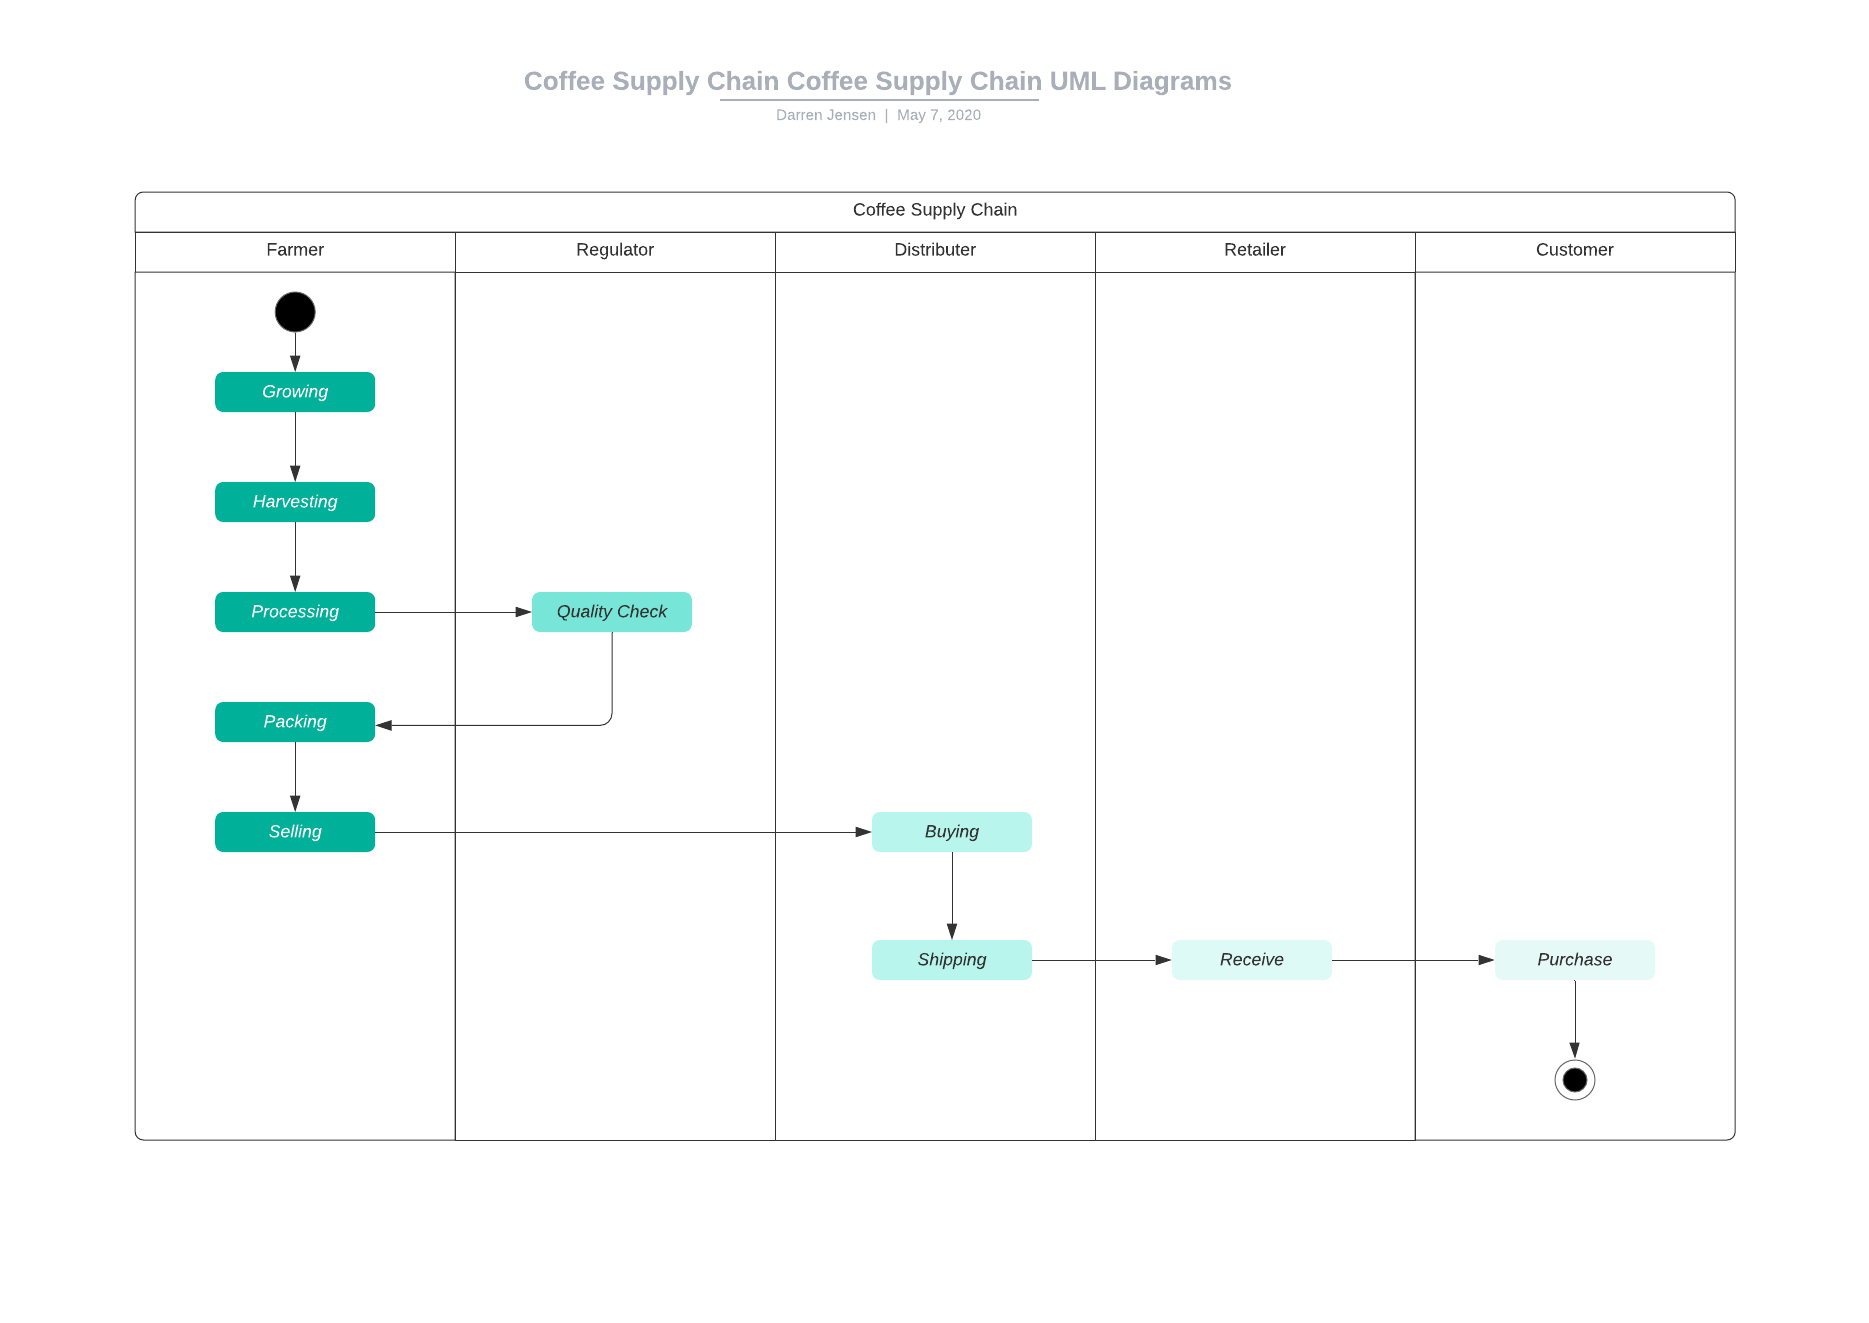 Coffee Supply Chain Coffee Supply Chain UML Diagrams
Darren Jensen | May 7, 2020
Coffee Supply Chain
Farmer
Regulator
Distributer
Retailer
Customer
Growing
Harvesting
Processing
Quality Check
Packing
Selling
Buying
Shipping
Receive
Purchase